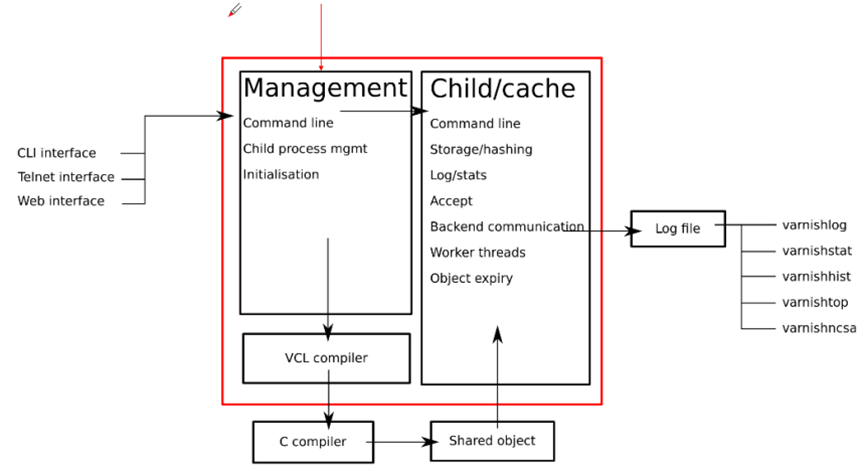 Management
Command line
Child process mgmt
Initialisation
Child/cache
Command line
Storage/hashing
Log/stats
Accept
Backend communication
Worker threads
Object expiry
CLI interface
Telnet interface
Web interface
Log file
varnishlog
varnishstat
varnishhist
varnishtop
varnishncsa
VCL compiler
C compiler
Shared object